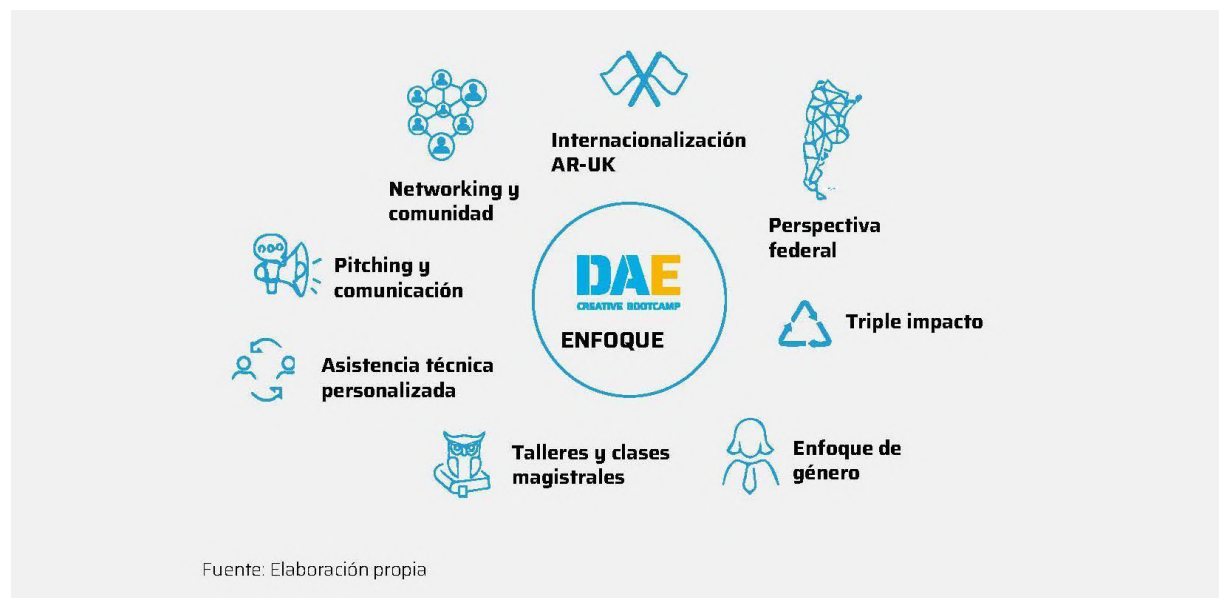 Internacionalización
AR-UK
Networking y
comunidad
Perspectiva
federal
Pitching y
comunicación
DAE
CREATIVE BOOTCAMP
ENFOQUE
Triple impacto
Asistencia técnica
personalizada
Talleres y clases
magistrales
Enfoque de
género
Fuente: Elaboración propia